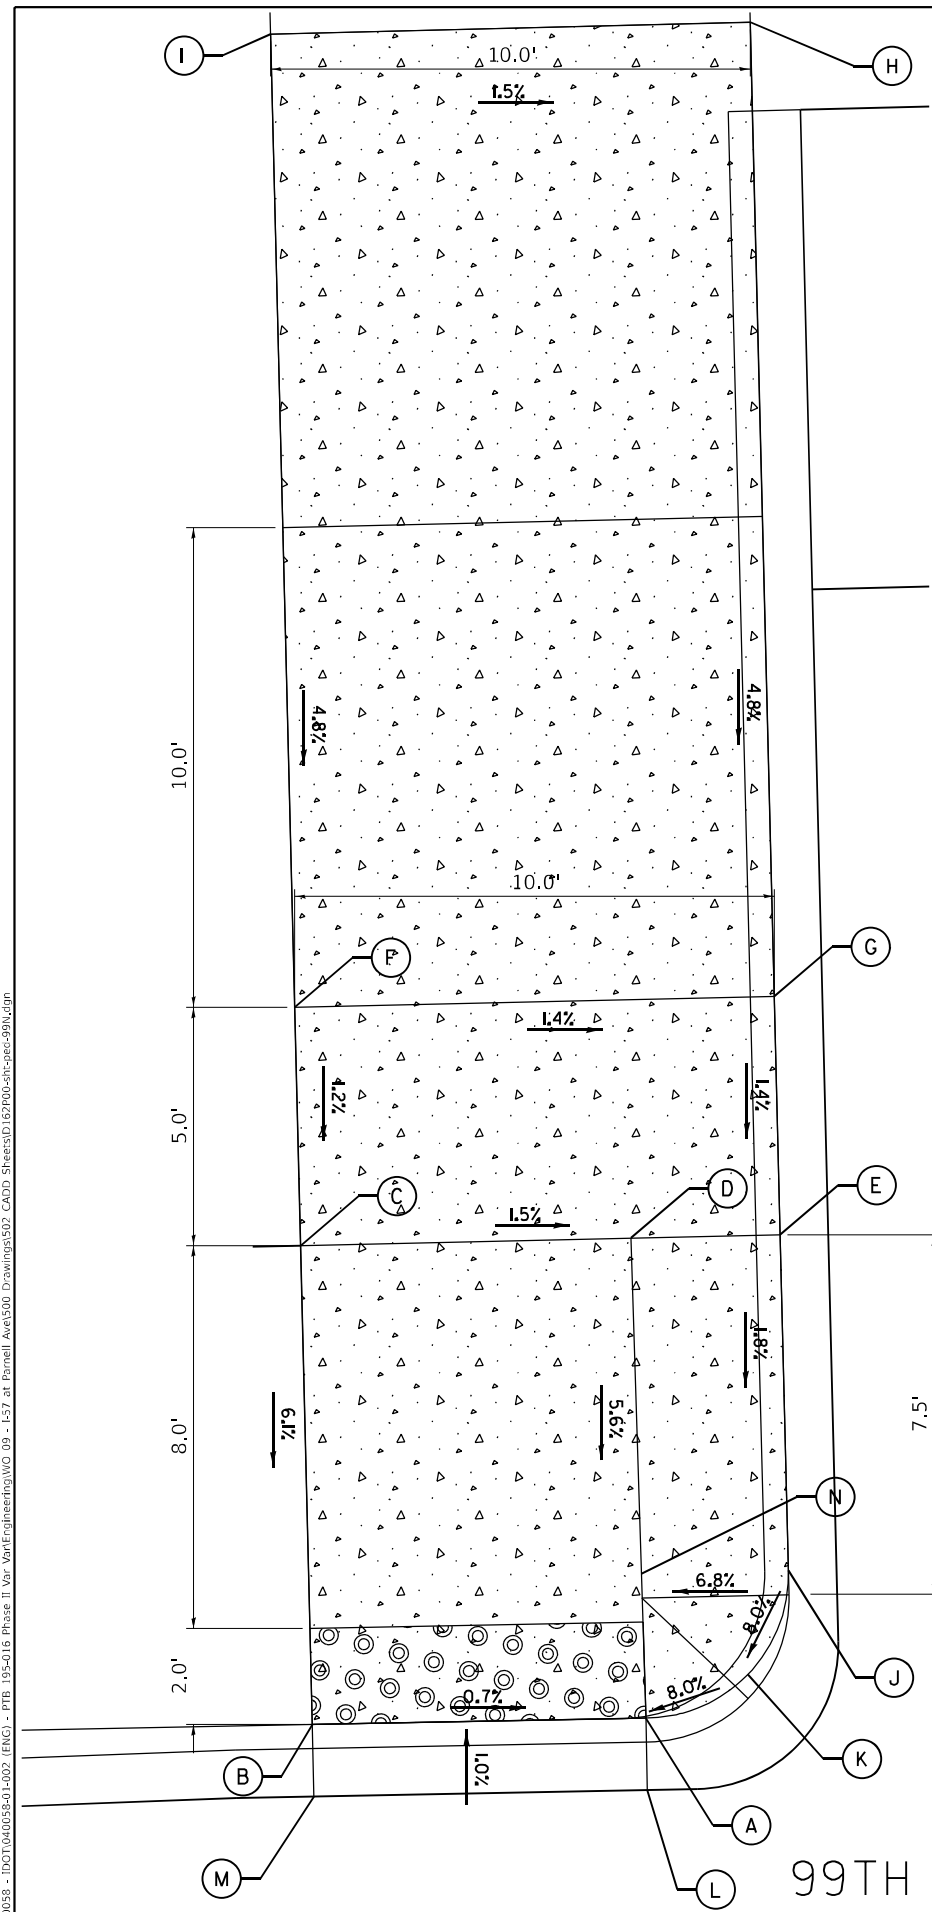 I
H
10.0'
1.5%
4.8%
4.8%
10.0'
10.0'
F
G
1.4%
1.2%
1.4%
5.0'
C
D
E
1.5%
1.8%
6.1%
5.6%
8.0'
7.5'
N
6.8%
8.0%
2.0'
0.7%
8.0%
J
K
B
1.0%
A
M
L
99TH
0058 - IDOT\040058-01-002 (ENG) - PTB 195-016 Phase II Var Var\Engineering\WO 09 - I-57 at Parnell Ave\500 Drawings\502 CADD Sheets\D162P00-sht-ped-99N.dgn